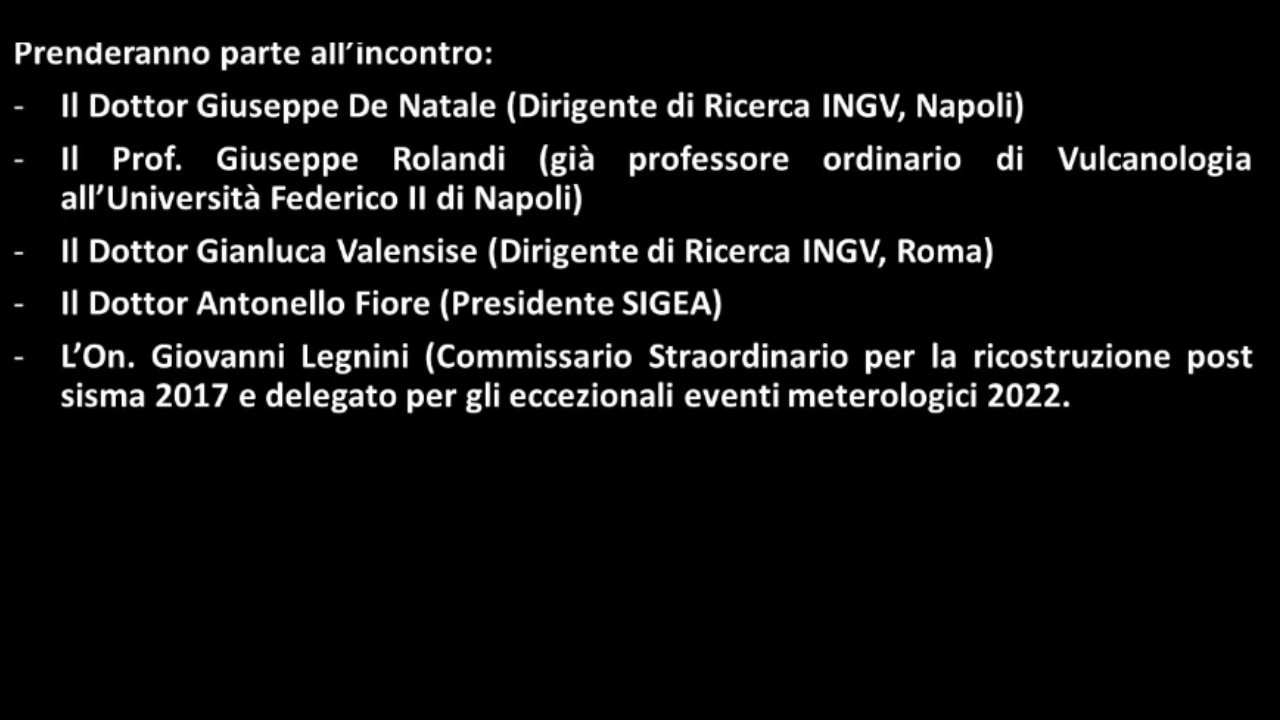 Prenderanno parte all’incontro:
- Il Dottor Giuseppe De Natale (Dirigente di Ricerca INGV, Napoli)
- Il Prof. Giuseppe Rolandi (già professore ordinario di Vulcanologia
all’Università Federico II di Napoli)
- Il Dottor Gianluca Valensise (Dirigente di Ricerca INGV, Roma)
- Il Dottor Antonello Fiore (Presidente SIGEA)
- L’On. Giovanni Legnini (Commissario Straordinario per la ricostruzione post
sisma 2017 e delegato per gli eccezionali eventi meterologici 2022.